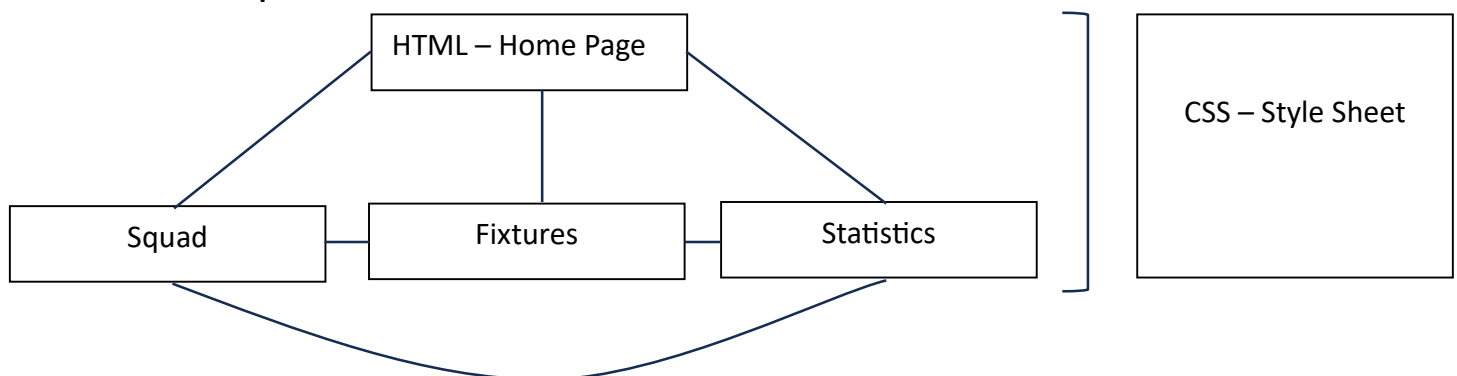 HTML – Home Page
CSS – Style Sheet
Squad
Fixtures
Statistics